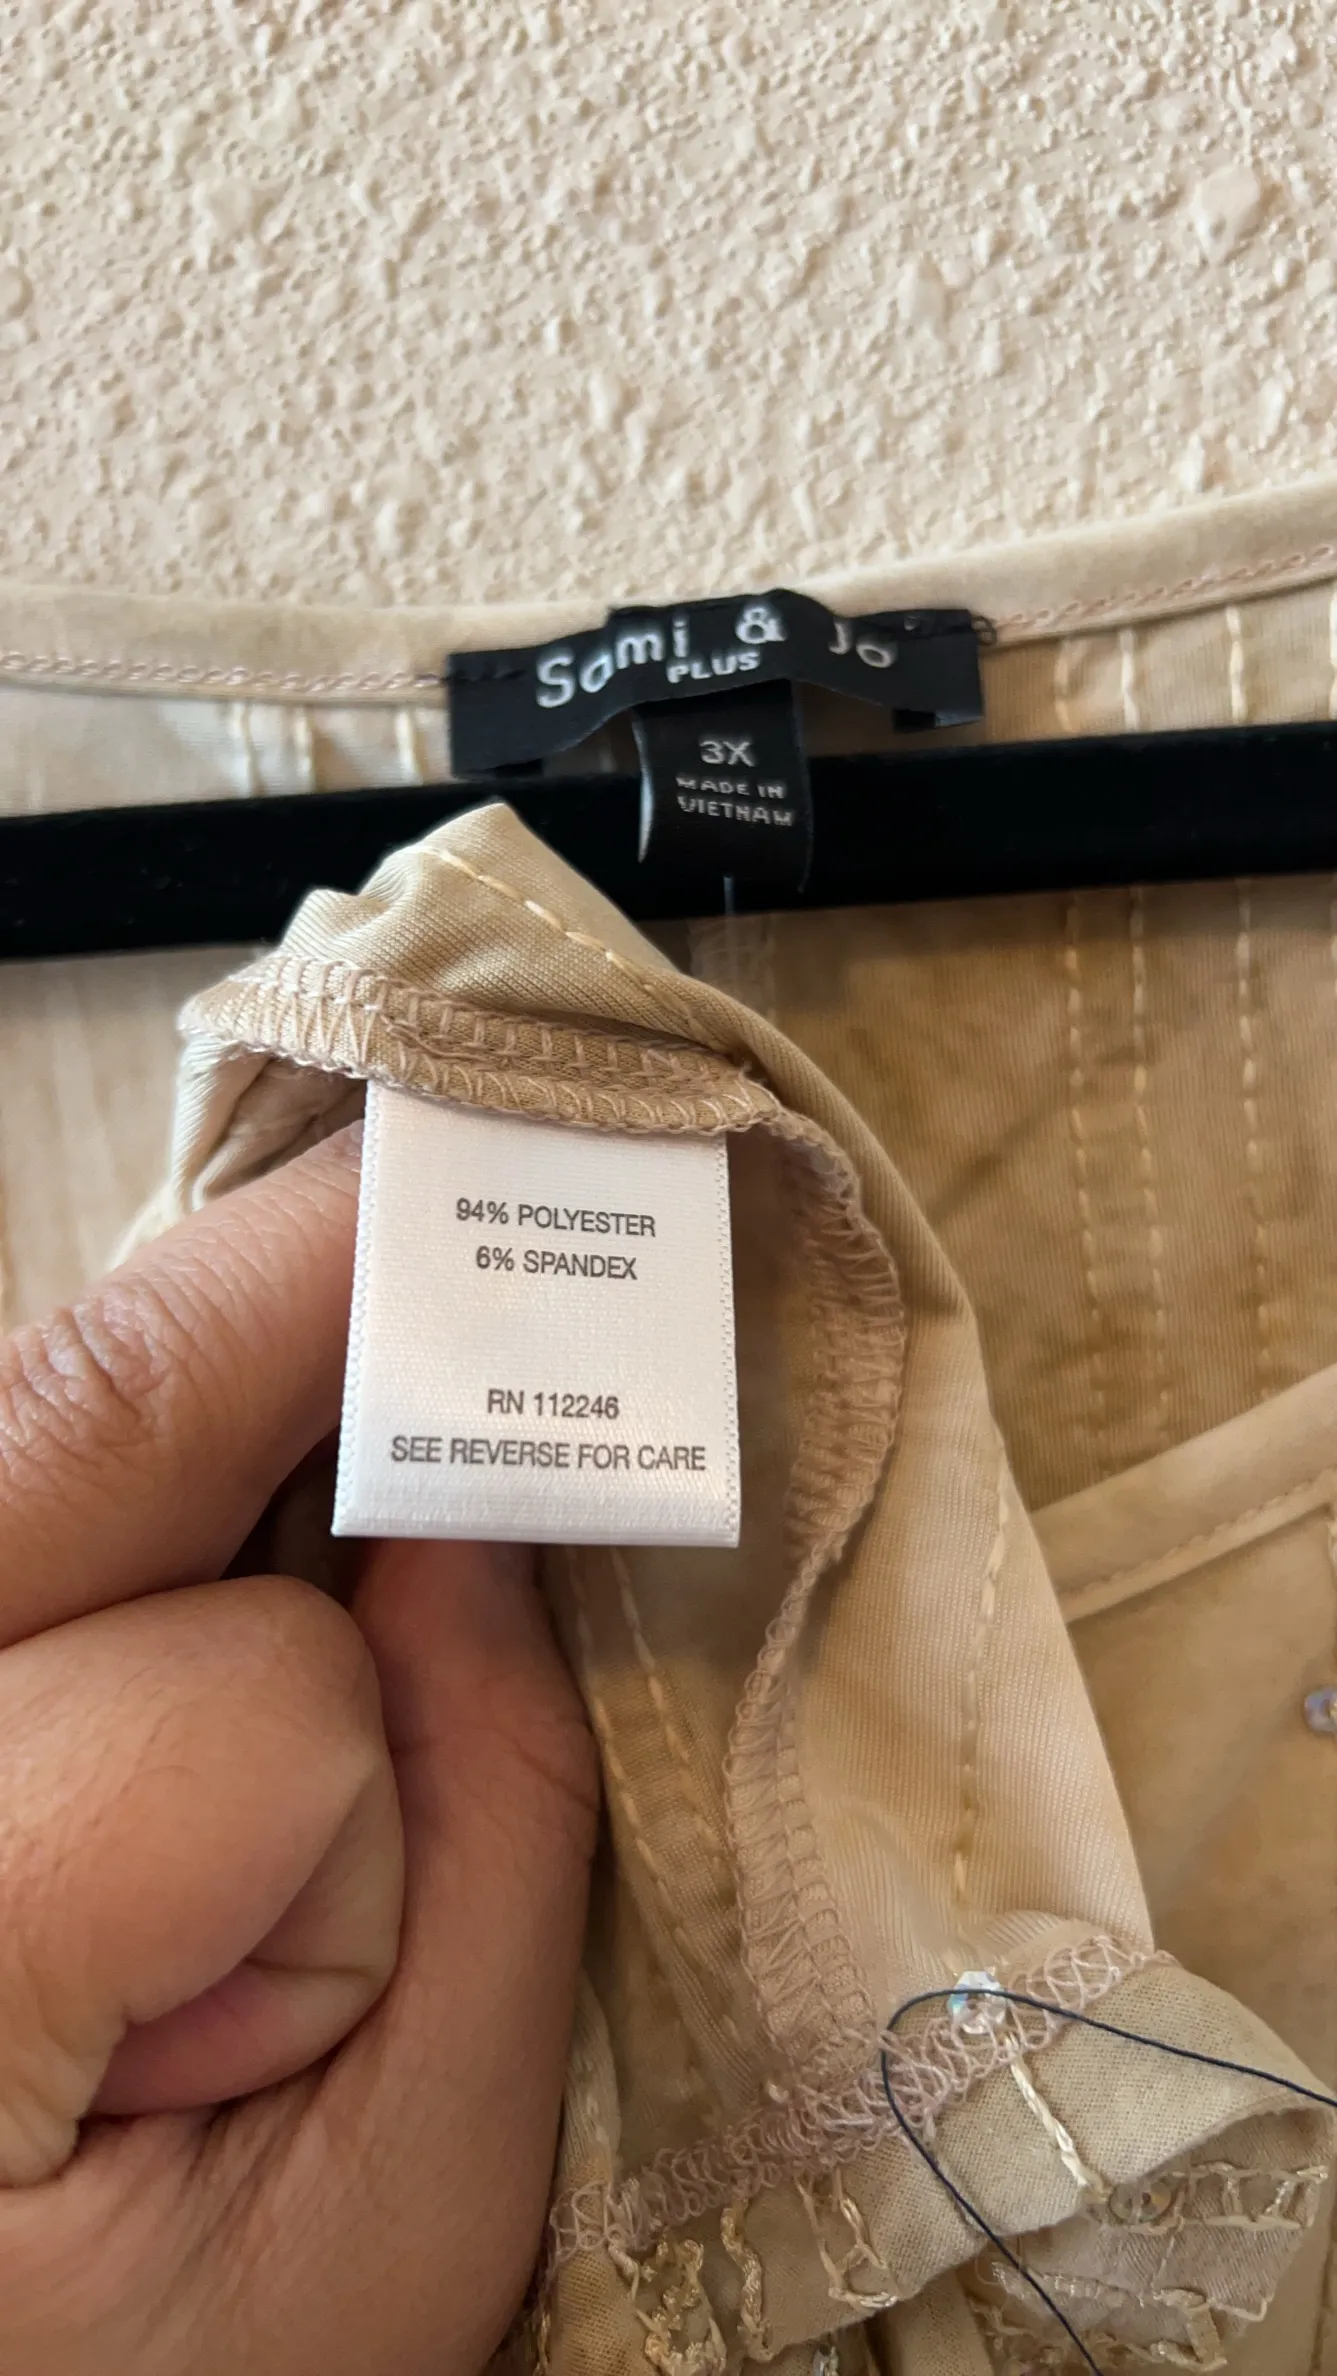 Sami & Jo
PLUS
3X
MADE IN
VIETNAM
94% POLYESTER
6% SPANDEX
RN 112246
SEE REVERSE FOR CARE